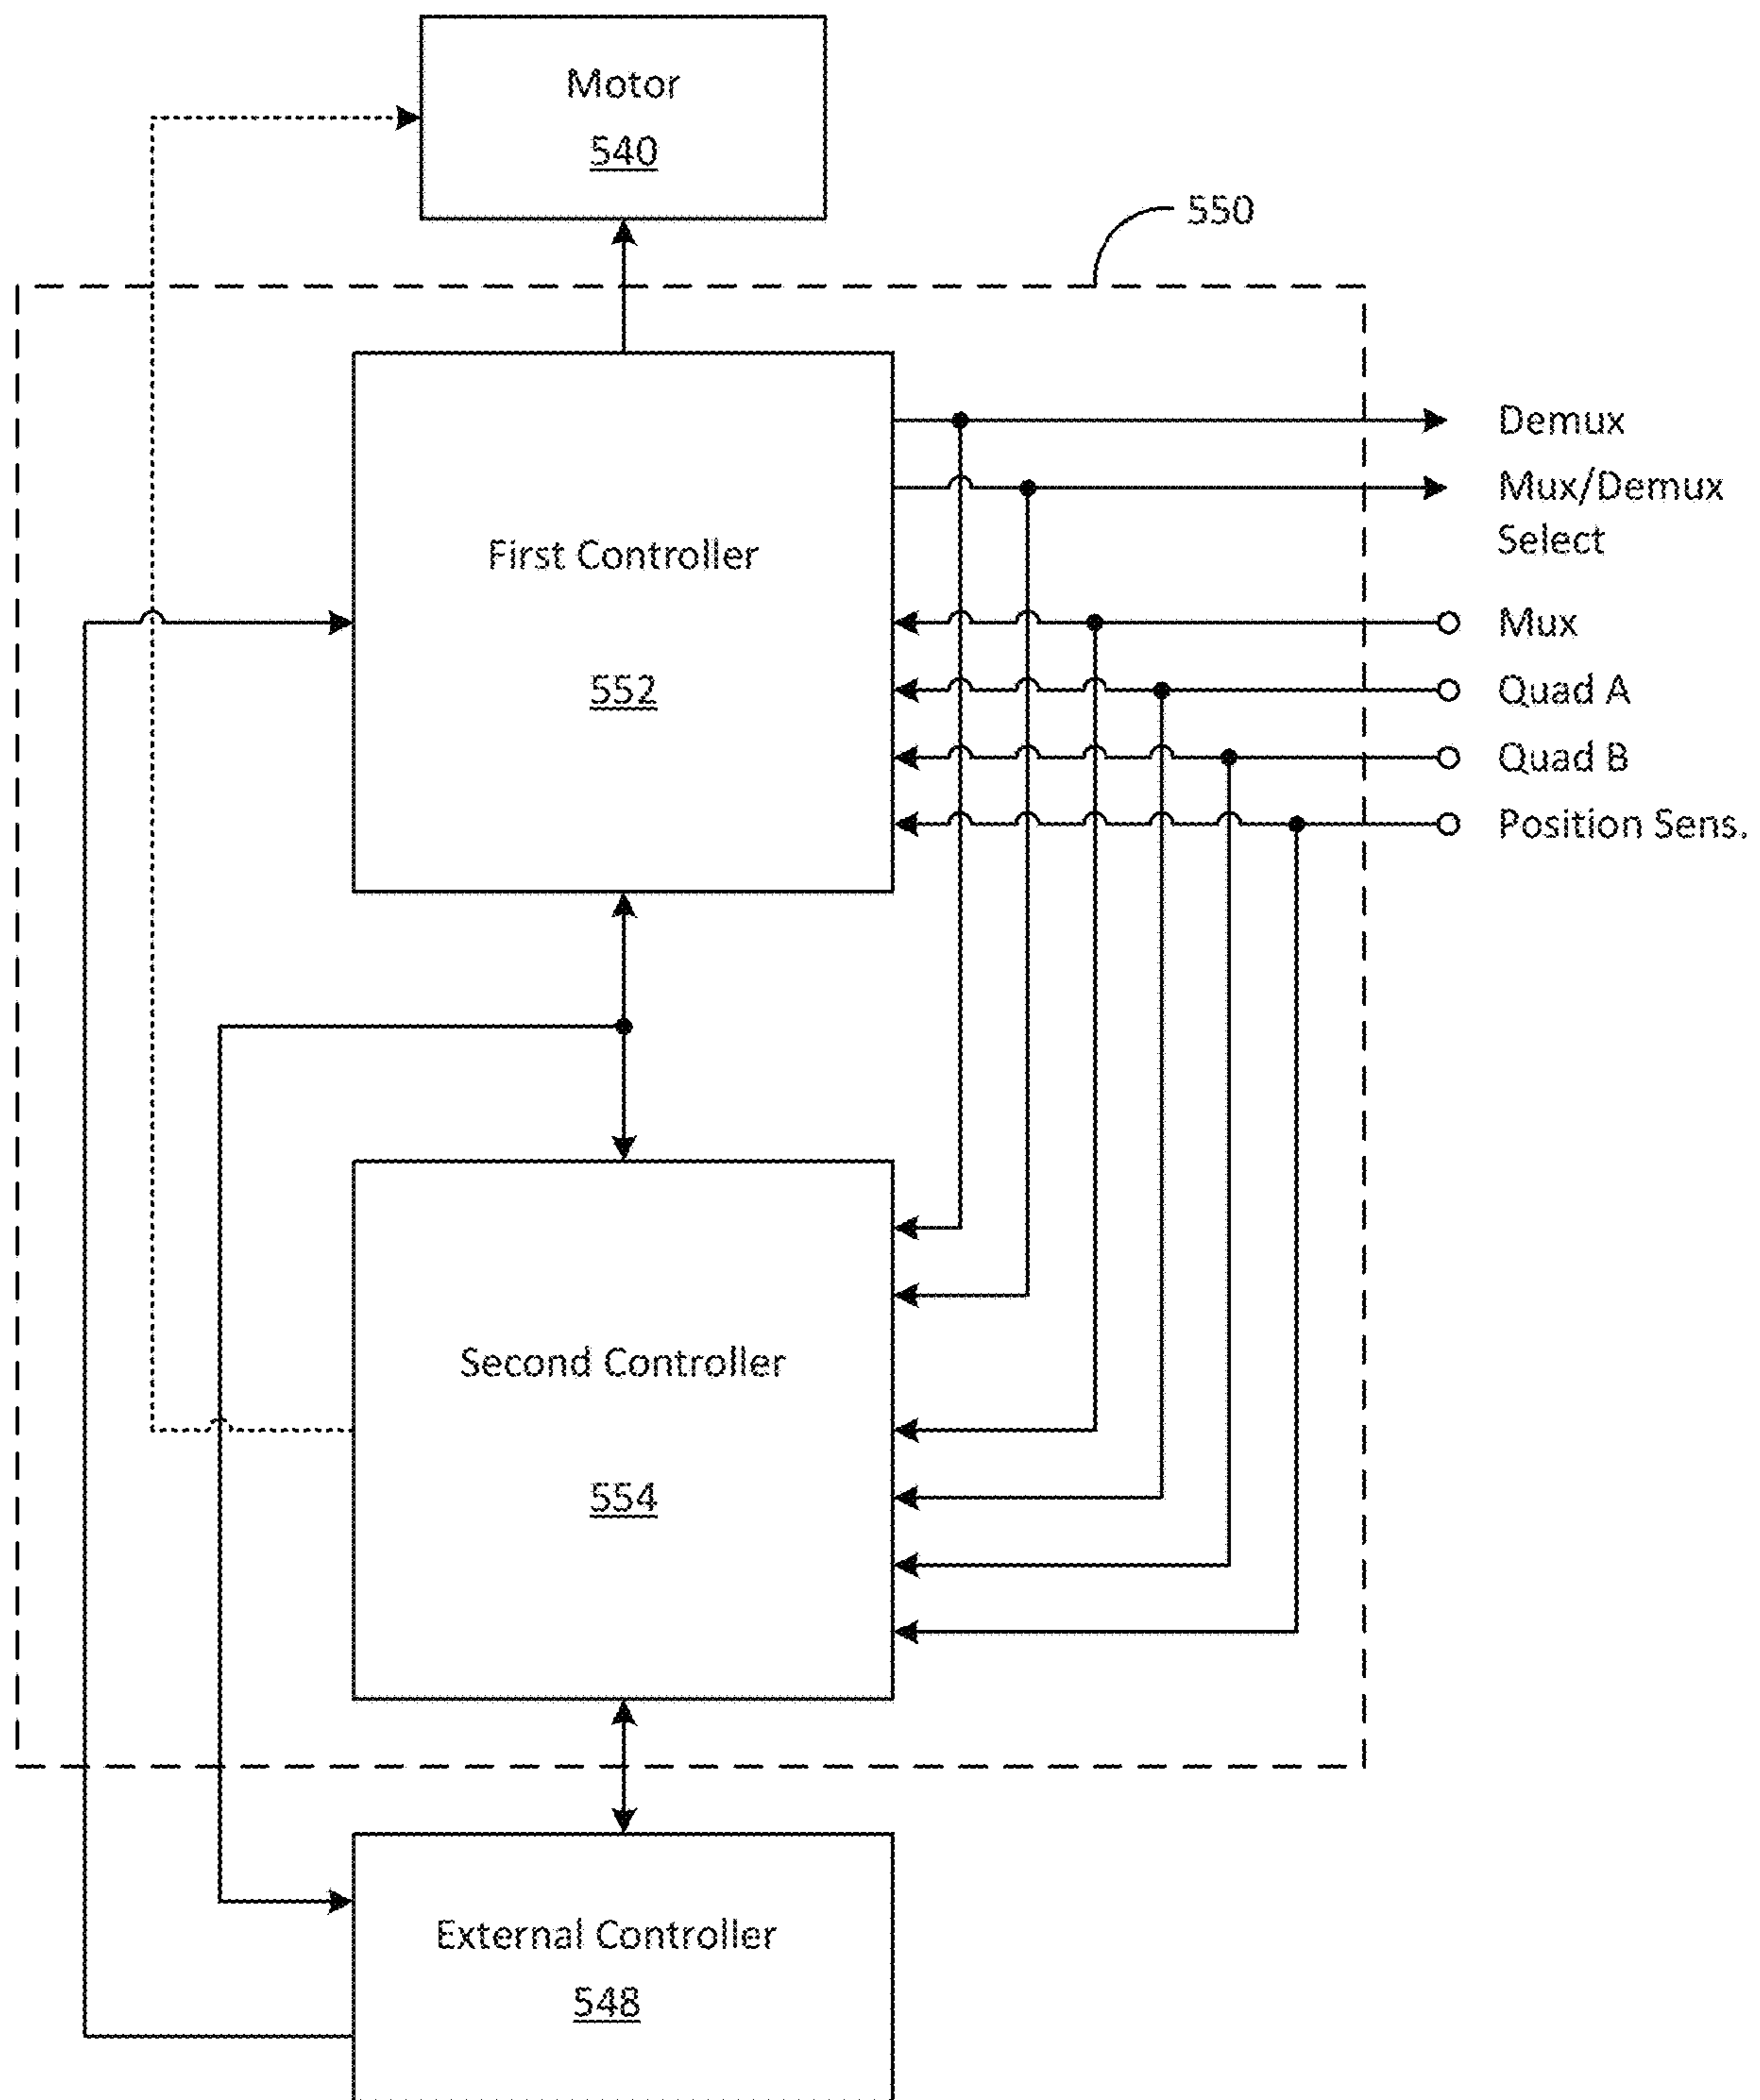 Motor
540
550
Demux
Mux/Demux
Select
First Controller
552
Mux
Quad A
Quad B
Position Sens.
Second Controller
554
External Controller
548